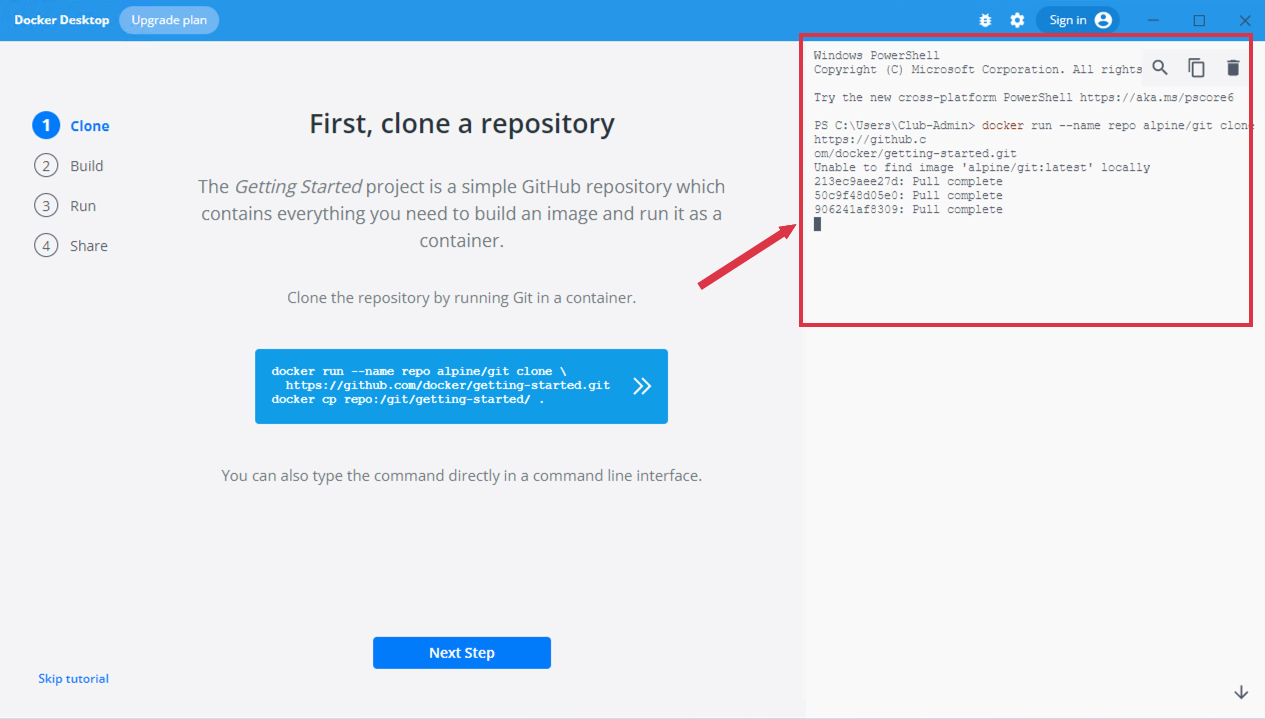 Docker Desktop
Upgrade plan
Sign in
1 Clone
2 Build
3 Run
4 Share
First, clone a repository
The Getting Started project is a simple GitHub repository which
contains everything you need to build an image and run it as a
container.
Clone the repository by running Git in a container.
docker run --name repo alpine/git clone \
https://github.com/docker/getting-started.git
docker cp repo:/git/getting-started/ .
You can also type the command directly in a command line interface.
Next Step
Skip tutorial
Windows PowerShell
Copyright (C) Microsoft Corporation. All rights
Try the new cross-platform PowerShell https://aka.ms/pscore6
PS C:\Users\Club-Admin> docker run --name repo alpine/git clone
https://github.c
om/docker/getting-started.git
Unable to find image 'alpine/git:latest' locally
213ec9aee27d: Pull complete
50c9f48d05e0: Pull complete
906241af8309: Pull complete